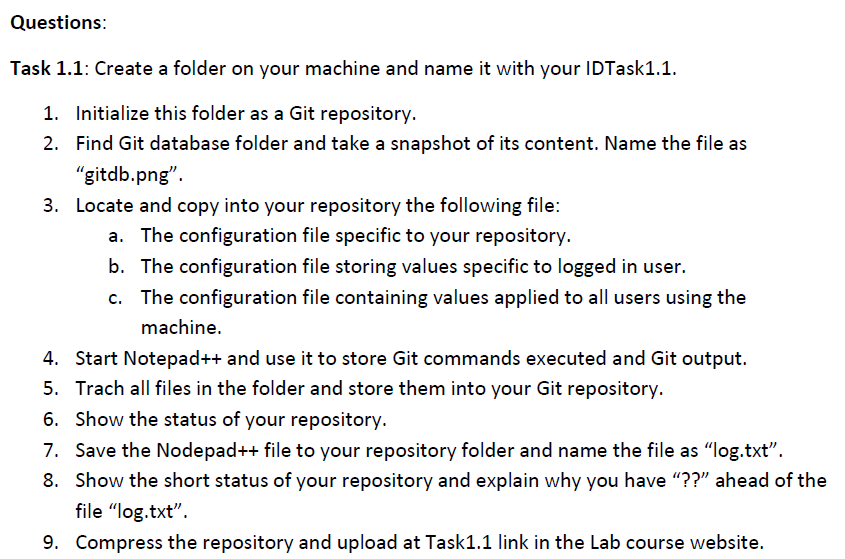 Questions:
Task 1.1: Create a folder on your machine and name it with your IDTask1.1.
1. Initialize this folder as a Git repository.
2. Find Git database folder and take a snapshot of its content. Name the file as
“gitdb.png”.
3. Locate and copy into your repository the following file:
a. The configuration file specific to your repository.
b. The configuration file storing values specific to logged in user.
c. The configuration file containing values applied to all users using the
machine.
4. Start Notepad++ and use it to store Git commands executed and Git output.
5. Trach all files in the folder and store them into your Git repository.
6. Show the status of your repository.
7. Save the Nodepad++ file to your repository folder and name the file as “log.txt”.
8. Show the short status of your repository and explain why you have “??” ahead of the
file “log.txt”.
9. Compress the repository and upload at Task1.1 link in the Lab course website.